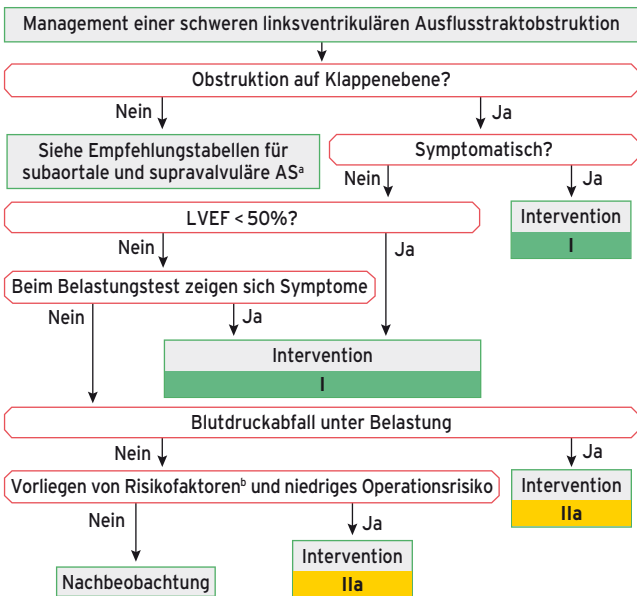 Management einer schweren linksventrikulären Ausflusstraktobstruktion
Obstruktion auf Klappenebene?
Nein
Ja
Siehe Empfehlungstabellen für
subaortale und supravalvuläre ASᵃ
Symptomatisch?
Nein
Ja
LVEF < 50%?
Intervention
I
Nein
Ja
Beim Belastungstest zeigen sich Symptome
Nein
Ja
Intervention
I
Blutdruckabfall unter Belastung
Nein
Ja
Vorliegen von Risikofaktorenᵇ und niedriges Operationsrisiko
Intervention
IIa
Nein
Ja
Nachbeobachtung
Intervention
IIa